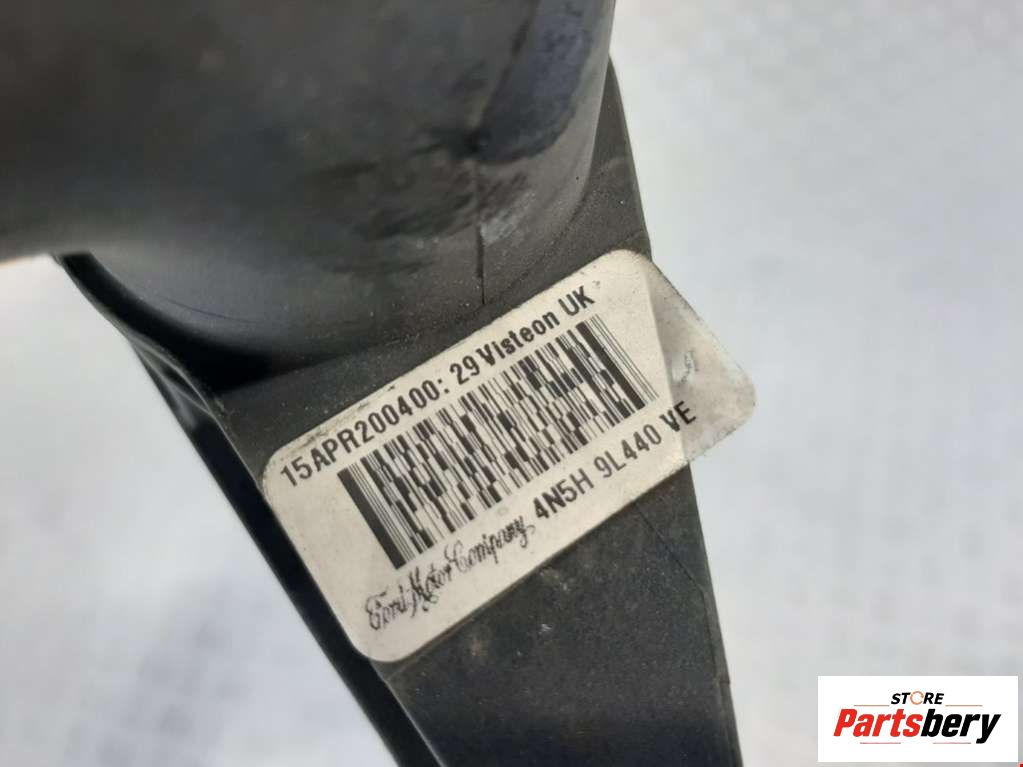 15APR200400:29 Visteon UK
Ford Motor Company 4N5H 9L440 VE
STORE
Partsbery